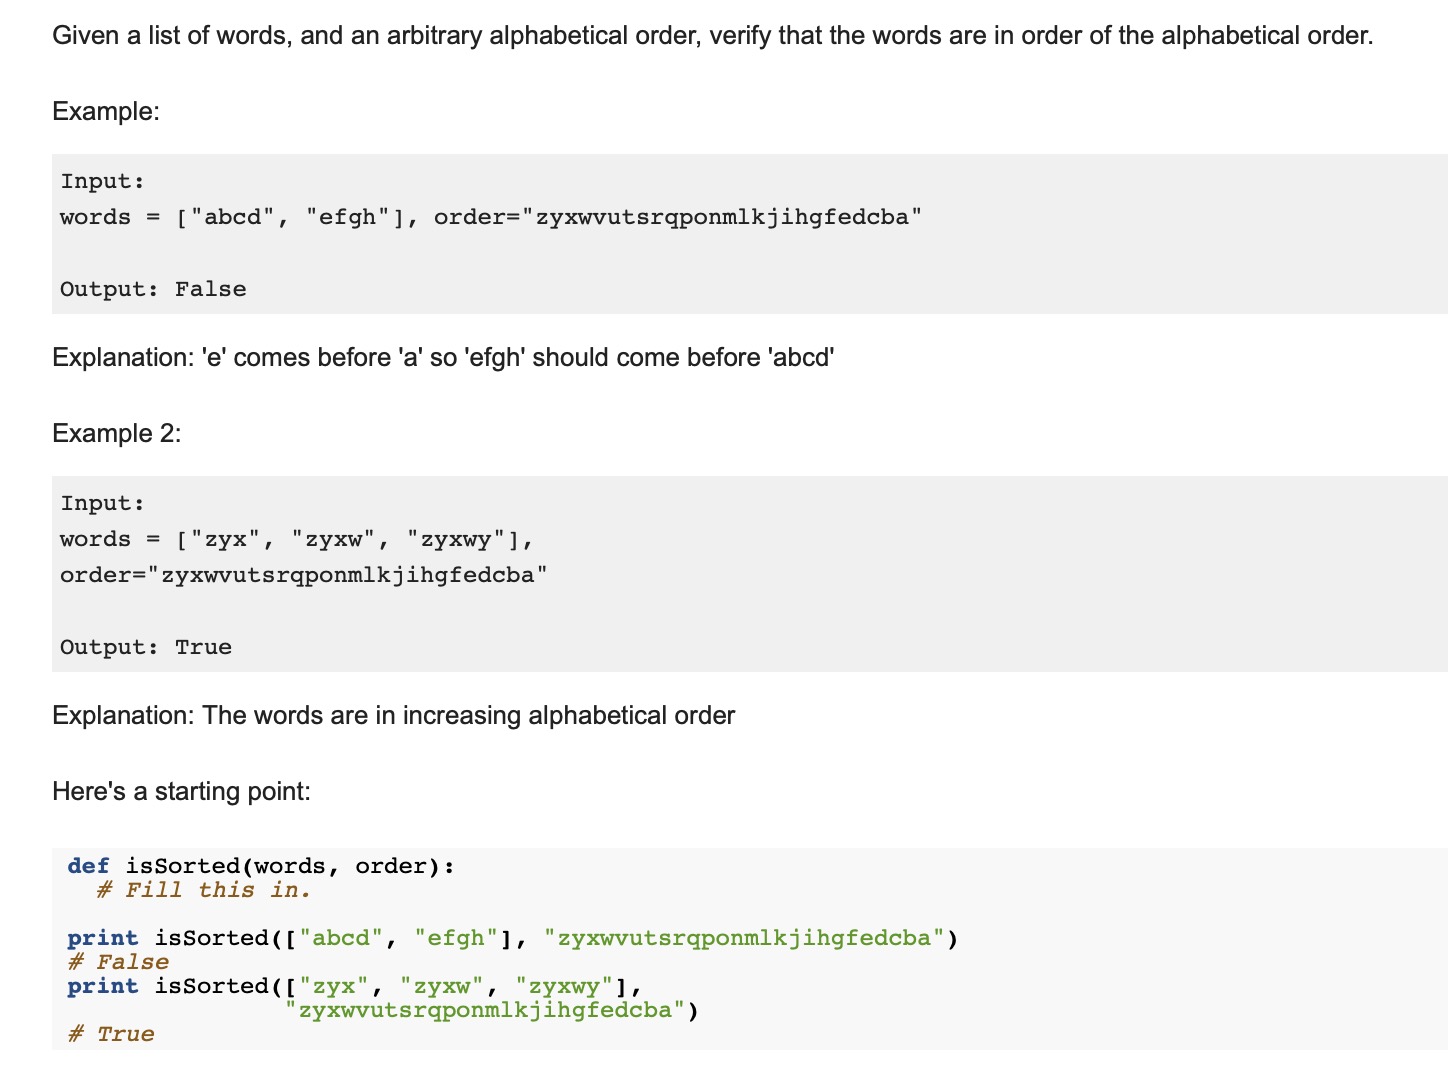 Given a list of words, and an arbitrary alphabetical order, verify that the words are in order of the alphabetical order.
Example:
Input:
words = ["abcd", "efgh"], order="zyxwvutsrqponmlkjihgfedcba"
Output: False
Explanation: 'e' comes before 'a' so 'efgh' should come before 'abcd'
Example 2:
Input:
words = ["zyx", "zyxw", "zyxwy"],
order="zyxwvutsrqponmlkjihgfedcba"
Output: True
Explanation: The words are in increasing alphabetical order
Here's a starting point:
def isSorted(words, order):
  # Fill this in.
print isSorted(["abcd", "efgh"], "zyxwvutsrqponmlkjihgfedcba")
# False
print isSorted(["zyx", "zyxw", "zyxwy"],
               "zyxwvutsrqponmlkjihgfedcba")
# True